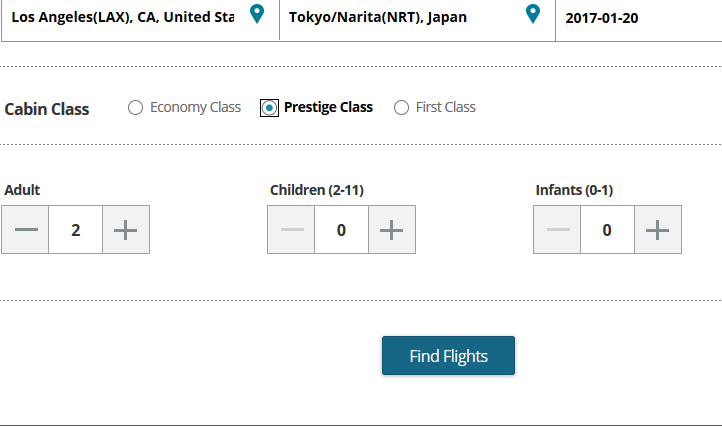 Los Angeles(LAX), CA, United Sta Tokyo/Narita(NRT), Japan 2017-01-20
Cabin Class Economy Class Prestige Class First Class
Adult Children (2-11) Infants (0-1)
2 0 0
Find Flights